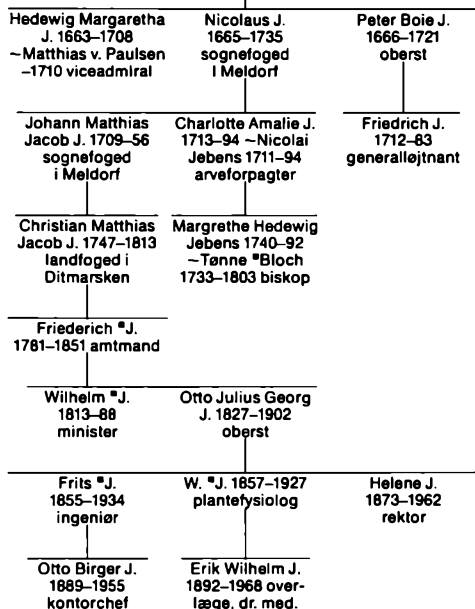 Hedewig Margaretha
J. 1663–1708
~Matthias v. Paulsen
–1710 viceadmiral
Nicolaus J.
1665–1735
sognefoged
I Meldorf
Peter Boie J.
1666–1721
oberst
Johann Matthias
Jacob J. 1709–56
sognefoged
i Meldorf
Charlotte Amalie J.
1713–94 ~Nicolai
Jebens 1711–94
arveforpagter
Friedrich J.
1712–83
generalløjtnant
Christian Matthias
Jacob J. 1747–1813
landfoged i
Ditmarsken
Margrethe Hedewig
Jebens 1740–92
~Tønne *Bloch
1733–1803 biskop
Friederich *J.
1781–1851 amtmand
Wilhelm *J.
1813–88
minister
Otto Julius Georg
J. 1827–1902
oberst
Frits *J.
1855–1934
ingeniør
W. *J. 1857–1927
plantefysiolog
Helene J.
1873–1962
rektor
Otto Birger J.
1889–1955
kontorchef
Erik Wilhelm J.
1892–1968 over-
læge, dr. med.